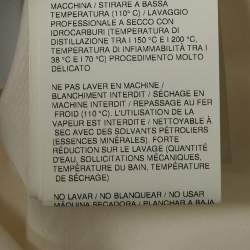 MACCHINA / STIRARE A BASSA
TEMPERATURA (110° C) / LAVAGGIO
PROFESSIONALE A SECCO CON
IDROCARBURI (TEMPERATURA DI
DISTILLAZIONE TRA I 150°C E I 200°C,
TEMPERATURA DI INFIAMMABILITÀ TRA I
38°C E I 70°C) PROCEDIMENTO MOLTO
DELICATO
NE PAS LAVER EN MACHINE /
BLANCHIMENT INTERDIT / SÉCHAGE EN
MACHINE INTERDIT / REPASSAGE AU FER
FROID (110°C). L'UTILISATION DE LA
VAPEUR EST INTERDITE / NETTOYABLE À
SEC AVEC DES SOLVANTS PÉTROLIERS
(ESSENCES MINÉRALES). FORTE
RÉDUCTION SUR LE LAVAGE (QUANTITÉ
D'EAU, SOLLICITATIONS MÉCANIQUES,
TEMPÉRATURE DU BAIN, TEMPÉRATURE
DE SÉCHAGE)
NO LAVAR / NO BLANQUEAR / NO USAR
MÁQUINA SECADORA / PLANCHAR A BAJA